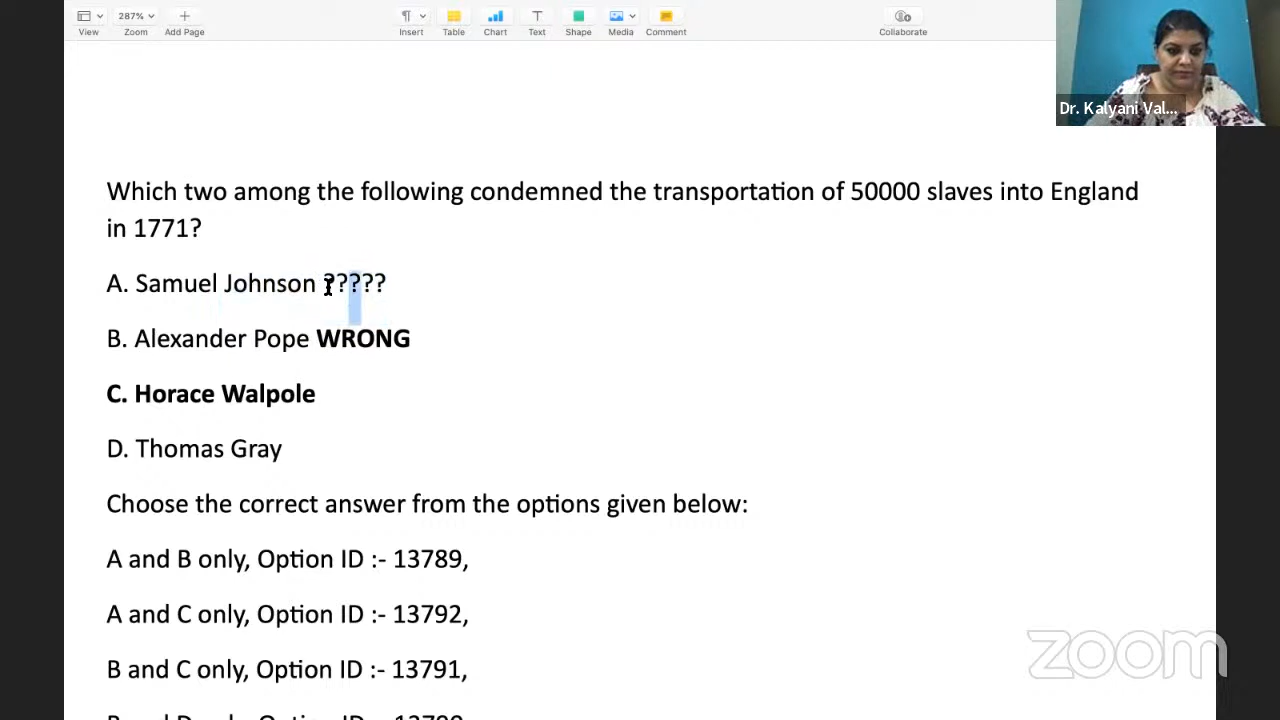 View
287%
Zoom
Add Page
Insert
Table
Chart
Text
Shape
Media
Comment
Collaborate
Dr. Kalyani Val...
Which two among the following condemned the transportation of 50000 slaves into England
in 1771?
A. Samuel Johnson ?????
B. Alexander Pope WRONG
C. Horace Walpole
D. Thomas Gray
Choose the correct answer from the options given below:
A and B only, Option ID :- 13789,
A and C only, Option ID :- 13792,
B and C only, Option ID :- 13791,
zoom